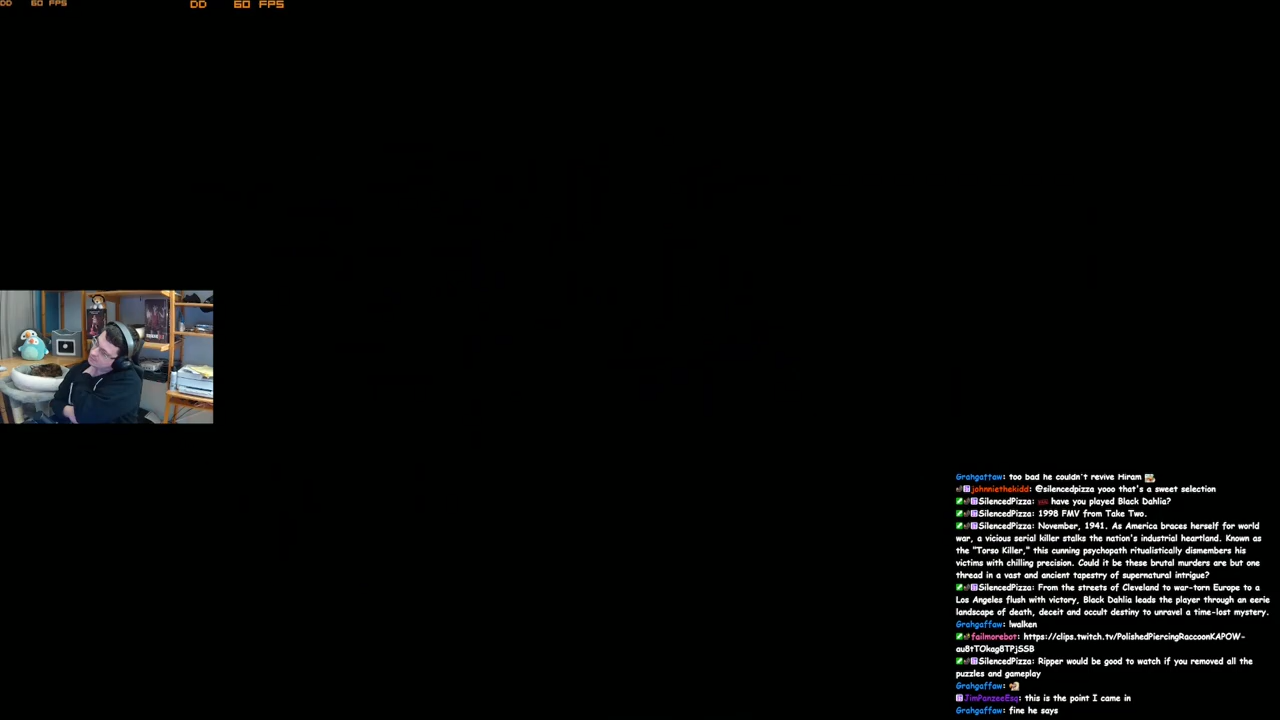 DD 60 FPS
DD 60 FPS
Grahgaffaw: too bad he couldn't revive Hiram
johnniethekidd: @silencedpizza yooo that's a sweet selection
SilencedPizza: have you played Black Dahlia?
SilencedPizza: 1998 FMV from Take Two.
SilencedPizza: November, 1941. As America braces herself for world
war, a vicious serial killer stalks the nation's industrial heartland. Known as
the "Torso Killer," this cunning psychopath ritualistically dismembers his
victims with chilling precision. Could it be these brutal murders are but one
thread in a vast and ancient tapestry of supernatural intrigue?
SilencedPizza: From the streets of Cleveland to war-torn Europe to a
Los Angeles flush with victory, Black Dahlia leads the player through an eerie
landscape of death, deceit and occult destiny to unravel a time-lost mystery.
Grahgaffaw: !walken
failmorebot: https://clips.twitch.tv/PolishedPiercingRaccoonKAPOW-
au8tTOkag8TPjSSB
SilencedPizza: Ripper would be good to watch if you removed all the
puzzles and gameplay
Grahgaffaw:
JimPanzeeEsq: this is the point I came in
Grahgaffaw: fine he says